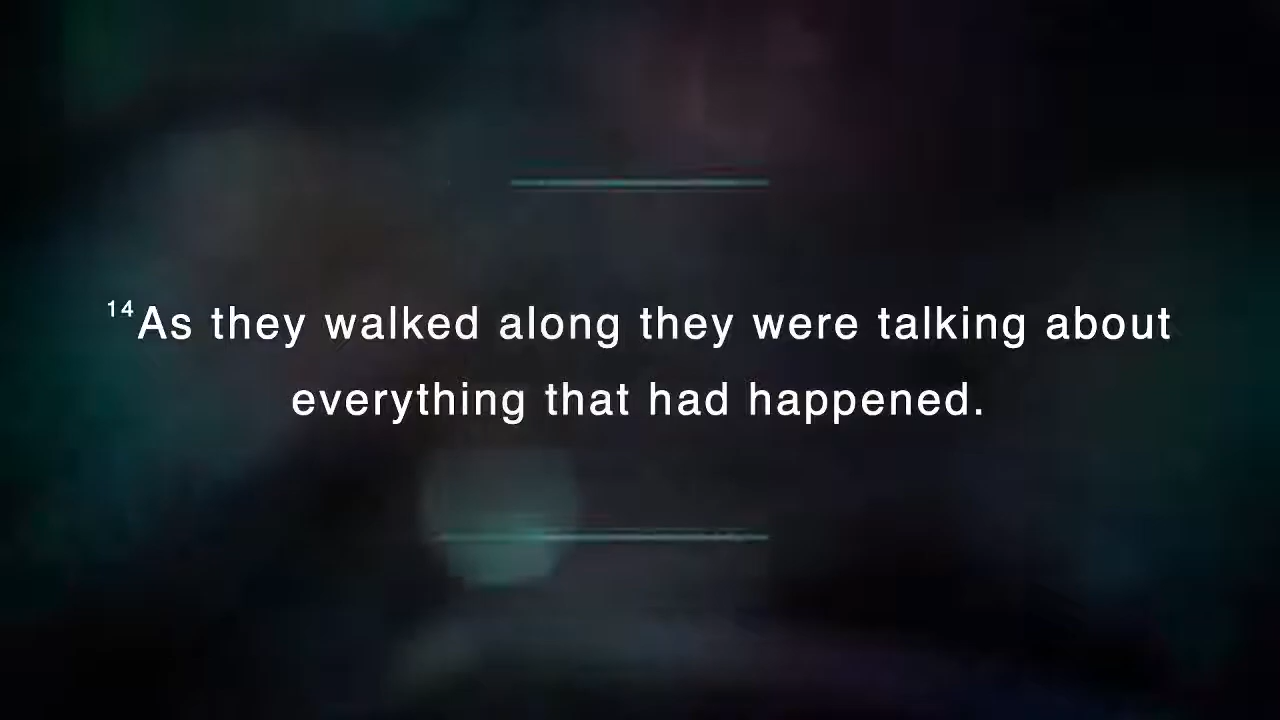 14As they walked along they were talking about
everything that had happened.